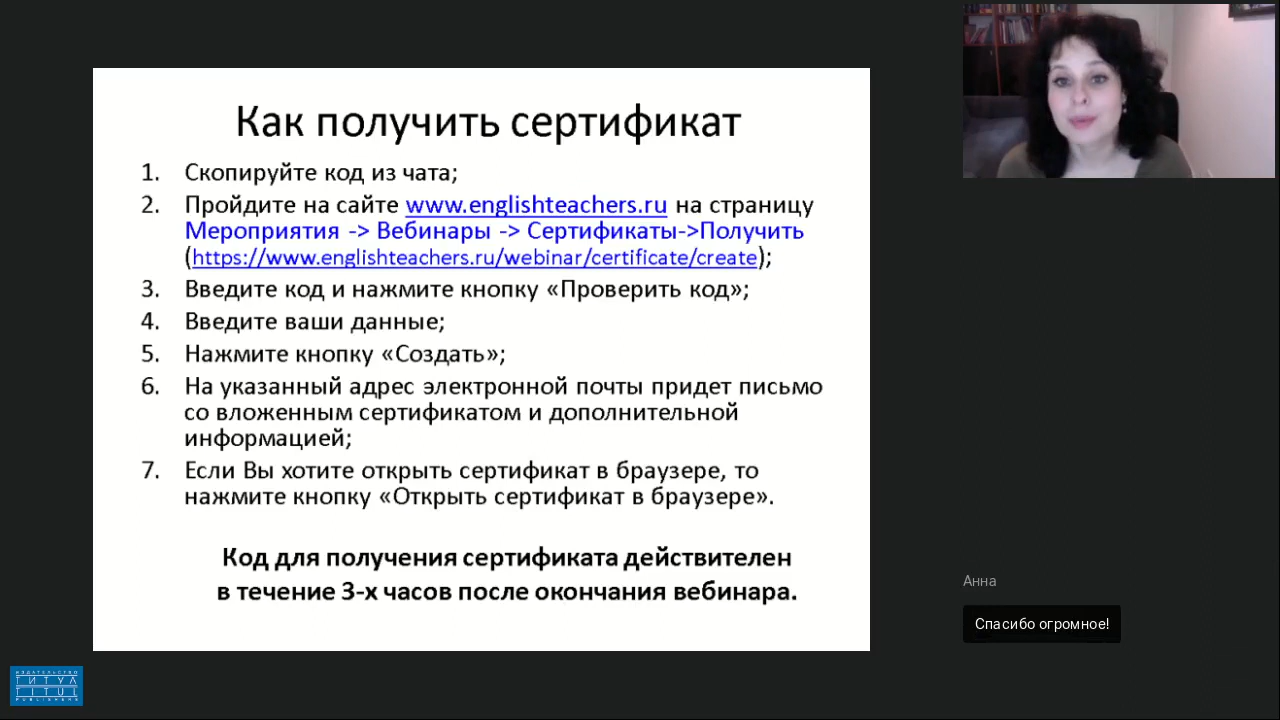 Как получить сертификат
1. Скопируйте код из чата;
2. Пройдите на сайте www.englishteachers.ru на страницу
Мероприятия -> Вебинары -> Сертификаты->Получить
(https://www.englishteachers.ru/webinar/certificate/create);
3. Введите код и нажмите кнопку «Проверить код»;
4. Введите ваши данные;
5. Нажмите кнопку «Создать»;
6. На указанный адрес электронной почты придет письмо
со вложенным сертификатом и дополнительной
информацией;
7. Если Вы хотите открыть сертификат в браузере, то
нажмите кнопку «Открыть сертификат в браузере».
Код для получения сертификата действителен
в течение 3-х часов после окончания вебинара.
Анна
Спасибо огромное!
ИЗДАТЕЛЬСТВО
ТИТУЛ
TITUL
PUBLISHERS